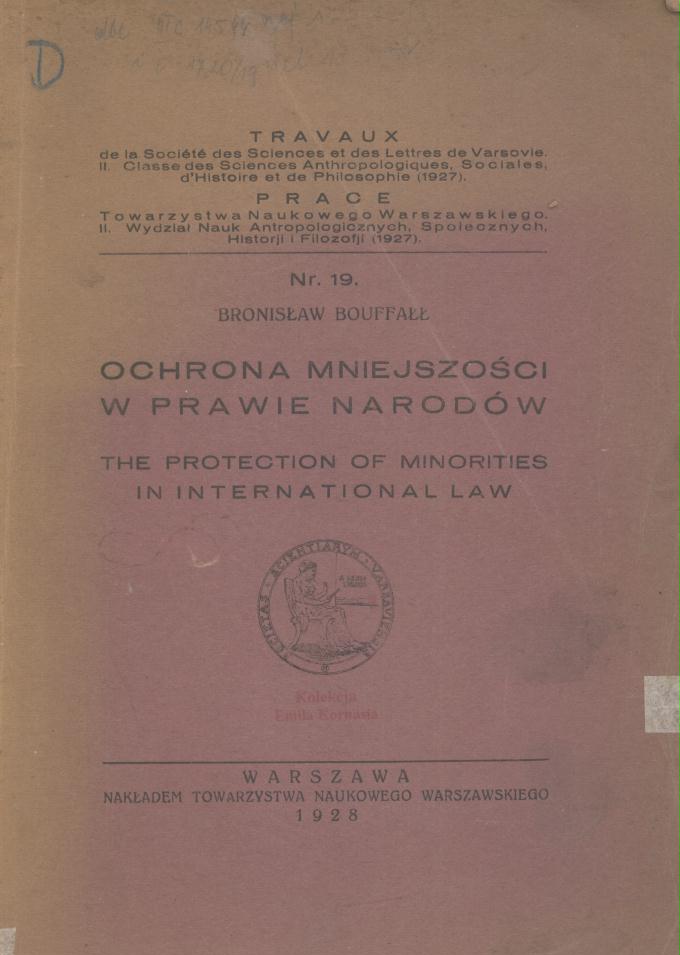 D
TRAVAUX
de la Société des Sciences et des Lettres de Varsovie.
II. Classe des Sciences Anthropologiques, Sociales,
d'Histoire et de Philosophie (1927).
PRACE
Towarzystwa Naukowego Warszawskiego.
II. Wydział Nauk Antropologicznych, Społecznych,
Historji i Filozofji (1927).
Nr. 19.
BRONISŁAW BOUFFAŁŁ
OCHRONA MNIEJSZOŚCI
W PRAWIE NARODÓW
THE PROTECTION OF MINORITIES
IN INTERNATIONAL LAW
SOCIETAS · SCIENTIARVM · VARSAVIENSIS
Kolekcja
Emila Kornasia
WARSZAWA
NAKŁADEM TOWARZYSTWA NAUKOWEGO WARSZAWSKIEGO
1928